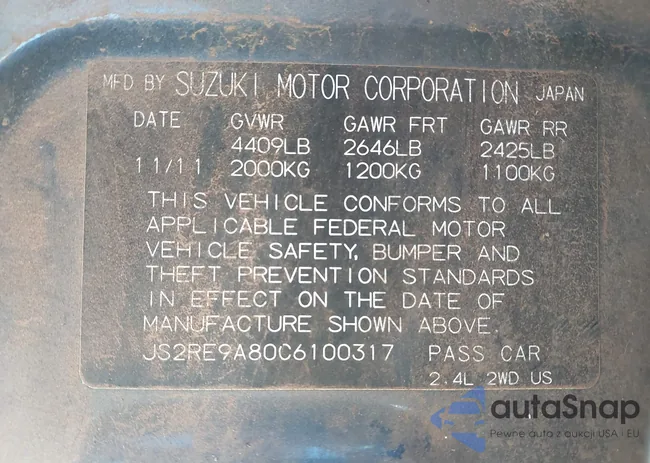 MFD BY SUZUKI MOTOR CORPORATION JAPAN
DATE GVWR GAWR FRT GAWR RR
4409LB 2646LB 2425LB
11/11 2000KG 1200KG 1100KG
THIS VEHICLE CONFORMS TO ALL
APPLICABLE FEDERAL MOTOR
VEHICLE SAFETY, BUMPER AND
THEFT PREVENTION STANDARDS
IN EFFECT ON THE DATE OF
MANUFACTURE SHOWN ABOVE.
JS2RE9A80C6100317 PASS CAR
2.4L 2WD US
autaSnap
Pewne auta z aukcji USA i EU